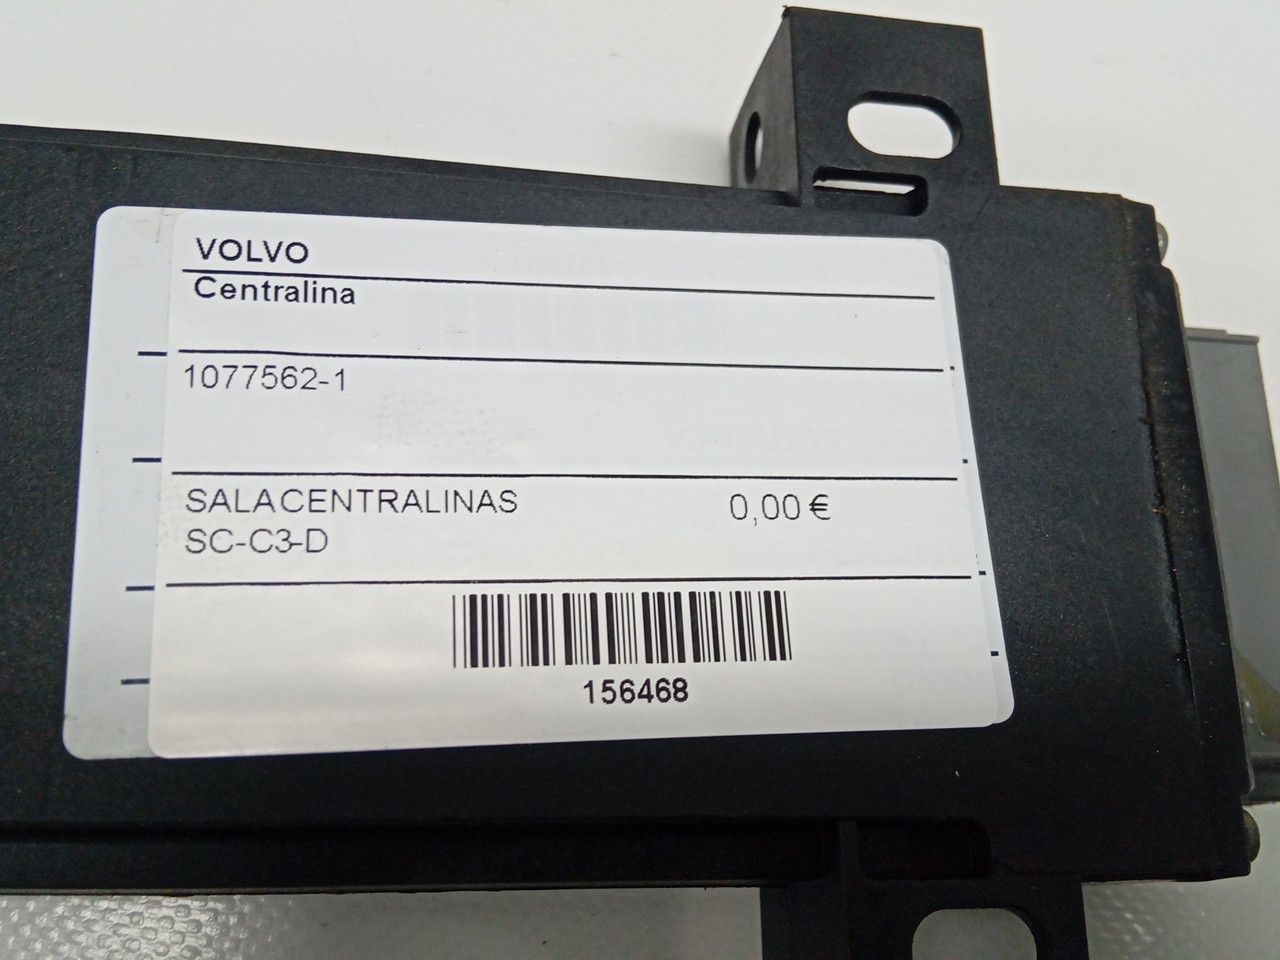 VOLVO
Centralina
1077562-1
SALACENTRALINAS 0,00 €
SC-C3-D
156468